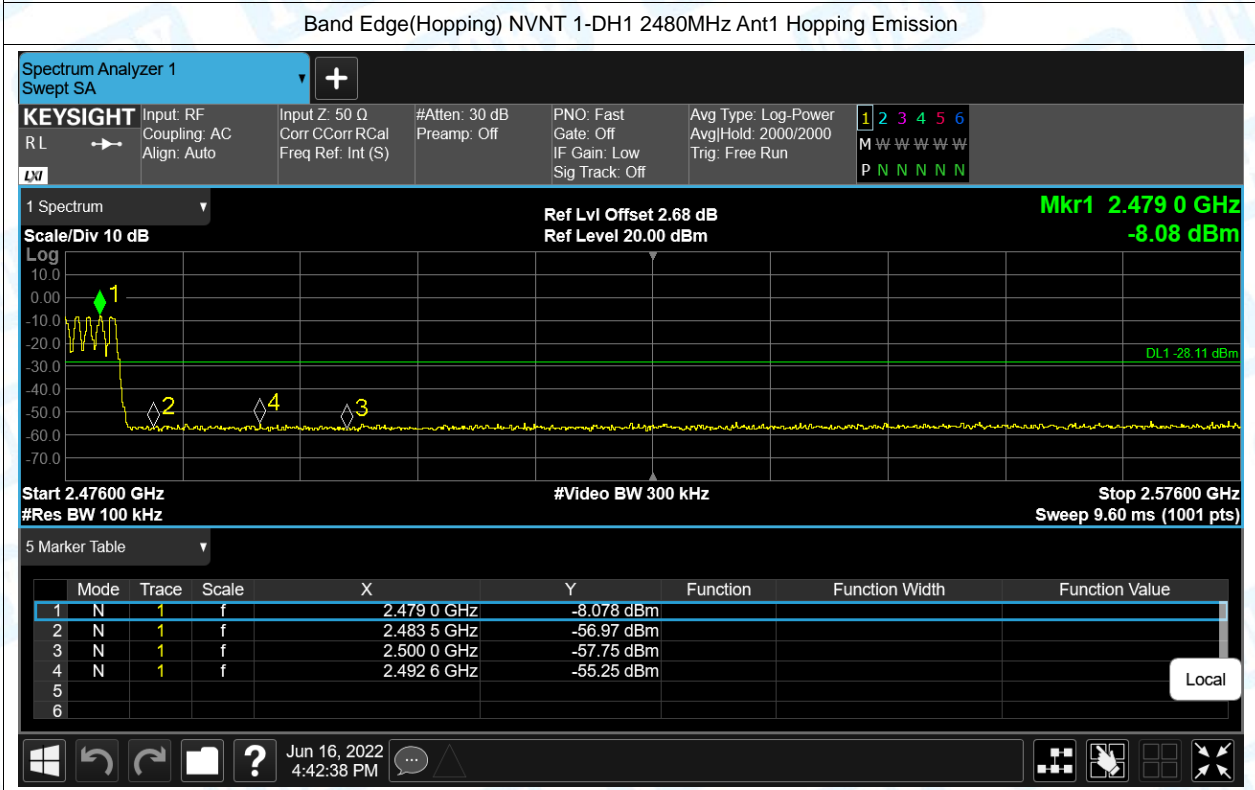 Band Edge(Hopping) NVNT 1-DH1 2480MHz Ant1 Hopping Emission
Spectrum Analyzer 1
Swept SA
KEYSIGHT
RL
LXI
Input: RF
Coupling: AC
Align: Auto
Input Z: 50 Ω
Corr CCorr RCal
Freq Ref: Int (S)
#Atten: 30 dB
Preamp: Off
PNO: Fast
Gate: Off
IF Gain: Low
Sig Track: Off
Avg Type: Log-Power
Avg|Hold: 2000/2000
Trig: Free Run
1 2 3 4 5 6
M W W W W W
P N N N N N
1 Spectrum
Scale/Div 10 dB
Ref Lvl Offset 2.68 dB
Ref Level 20.00 dBm
Mkr1 2.479 0 GHz
-8.08 dBm
Log
10.0
0.00
-10.0
-20.0
-30.0
-40.0
-50.0
-60.0
-70.0
1
2
4
3
DL1 -28.11 dBm
Start 2.47600 GHz
#Res BW 100 kHz
#Video BW 300 kHz
Stop 2.57600 GHz
Sweep 9.60 ms (1001 pts)
5 Marker Table
Mode Trace Scale X Y Function Function Width Function Value
1 N 1 f 2.479 0 GHz -8.078 dBm
2 N 1 f 2.483 5 GHz -56.97 dBm
3 N 1 f 2.500 0 GHz -57.75 dBm
4 N 1 f 2.492 6 GHz -55.25 dBm
5
6
Local
?
Jun 16, 2022
4:42:38 PM